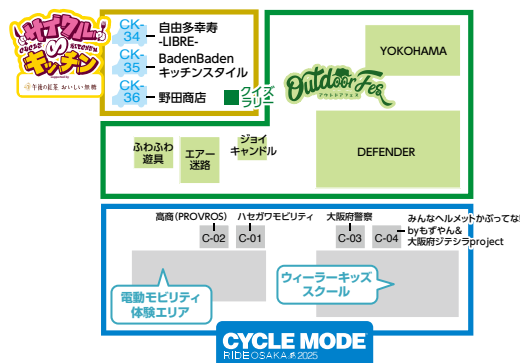 サイクル
CYCLE
の
KITCHEN
キッチン
supported by
午後の紅茶 おいしい無糖
CK-
34
自由多幸寿
-LIBRE-
CK-
35
BadenBaden
キッチンスタイル
CK-
36
野田商店
クイズ
ラリー
YOKOHAMA
OutdoorFes
アウトドアフェス
ふわふわ
遊具
エアー
迷路
ジョイ
キャンドル
DEFENDER
高商(PROVROS)
ハセガワモビリティ
大阪府警察
みんなヘルメットかぶってな!
byもずやん&
大阪府ジテシラproject
C-02
C-01
C-03
C-04
電動モビリティ
体験エリア
ウィーラーキッズ
スクール
CYCLE MODE
RIDEOSAKA 2025